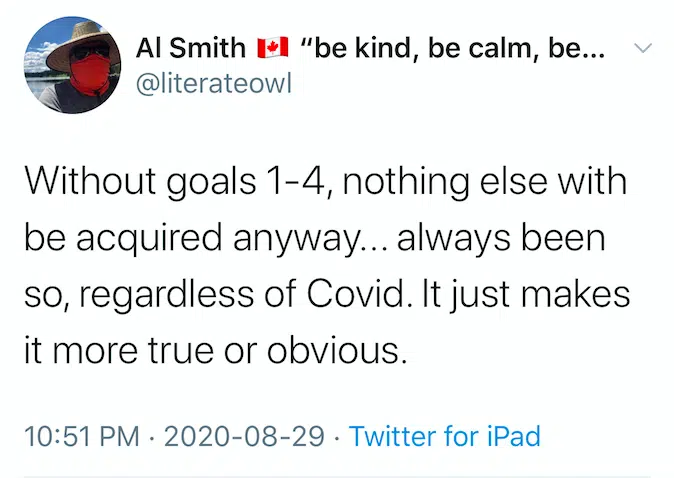 Al Smith 🇨🇦 “be kind, be calm, be...
@literateowl
Without goals 1-4, nothing else with
be acquired anyway... always been
so, regardless of Covid. It just makes
it more true or obvious.
10:51 PM · 2020-08-29 · Twitter for iPad